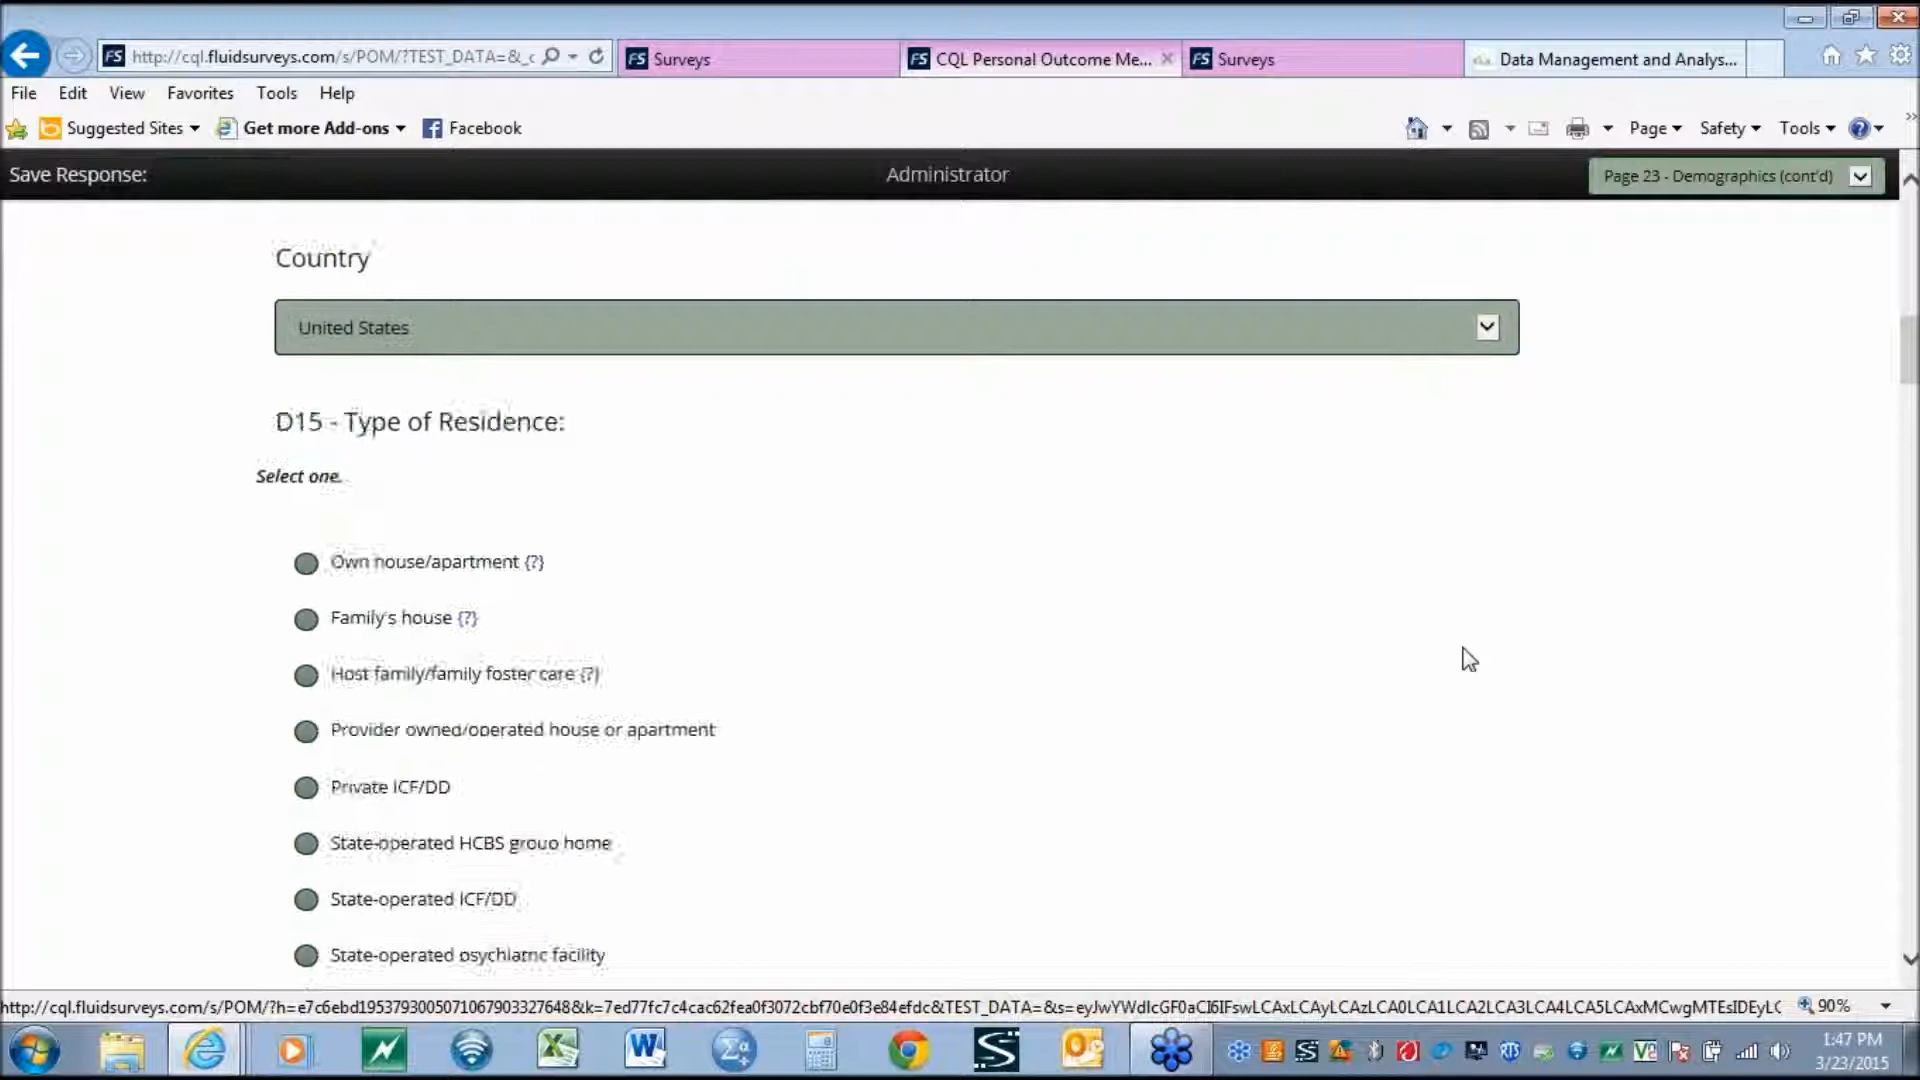 http://cql.fluidsurveys.com/s/POM/?TEST_DATA=&_c
Surveys
CQL Personal Outcome Me...
Surveys
Data Management and Analys...
File Edit View Favorites Tools Help
Suggested Sites Get more Add-ons Facebook
Page Safety Tools
Save Response:
Administrator
Page 23 - Demographics (cont'd)
Country
United States
D15 - Type of Residence:
Select one.
Own house/apartment {?}
Family's house {?}
Host family/family foster care {?}
Provider owned/operated house or apartment
Private ICF/DD
State-operated HCBS group home
State-operated ICF/DD
State-operated psychiatric facility
90%
1:47 PM
3/23/2015